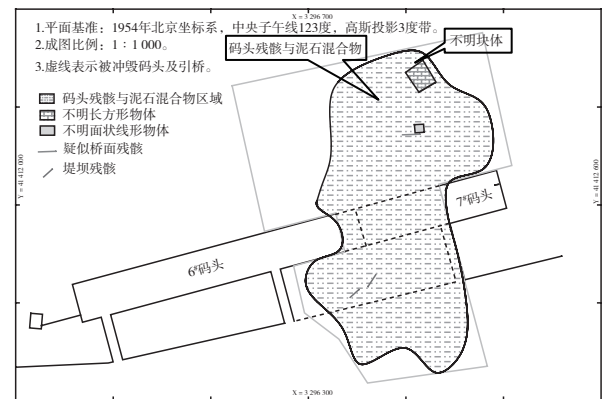 X = 3 296 700
1.平面基准：1954年北京坐标系，中央子午线123度，高斯投影3度带。
2.成图比例：1：1 000。
3.虚线表示被冲毁码头及引桥。
码头残骸与泥石混合物
不明块体
码头残骸与泥石混合物区域
不明长方形物体
不明面状线形物体
疑似桥面残骸
堤坝残骸
Y = 41 412 000
Y = 41 412 000
7#码头
6#码头
X = 3 296 300